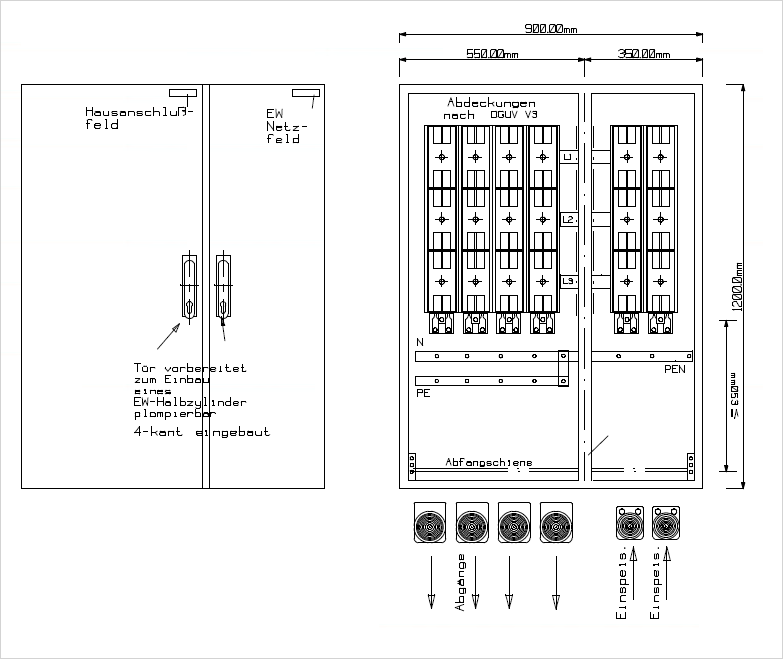 900.00mm
550.00mm
350.00mm
Hausanschluß-
feld
EW
Netz-
feld
Abdeckungen
nach DGUV V3
L1
L2
L3
1200.0mm
N
PEN
PE
Tür vorbereitet
zum Einbau
eines
EW-Halbzylinder
plompierbar
4-kant eingebaut
Abfangschiene
Abgänge
Einspeis.
Einspeis.